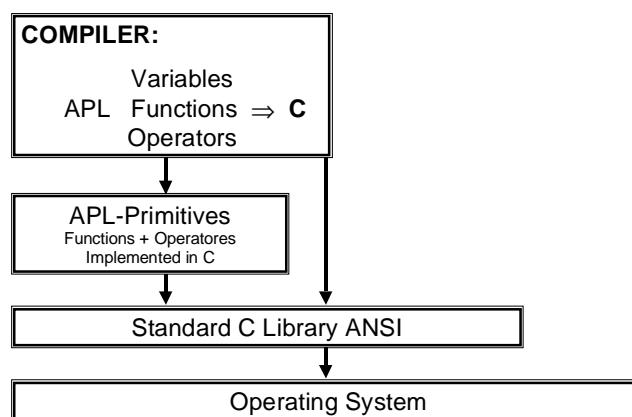 COMPILER:
Variables
APL Functions ⇒ C
Operators
APL-Primitives
Functions + Operatores
Implemented in C
Standard C Library ANSI
Operating System